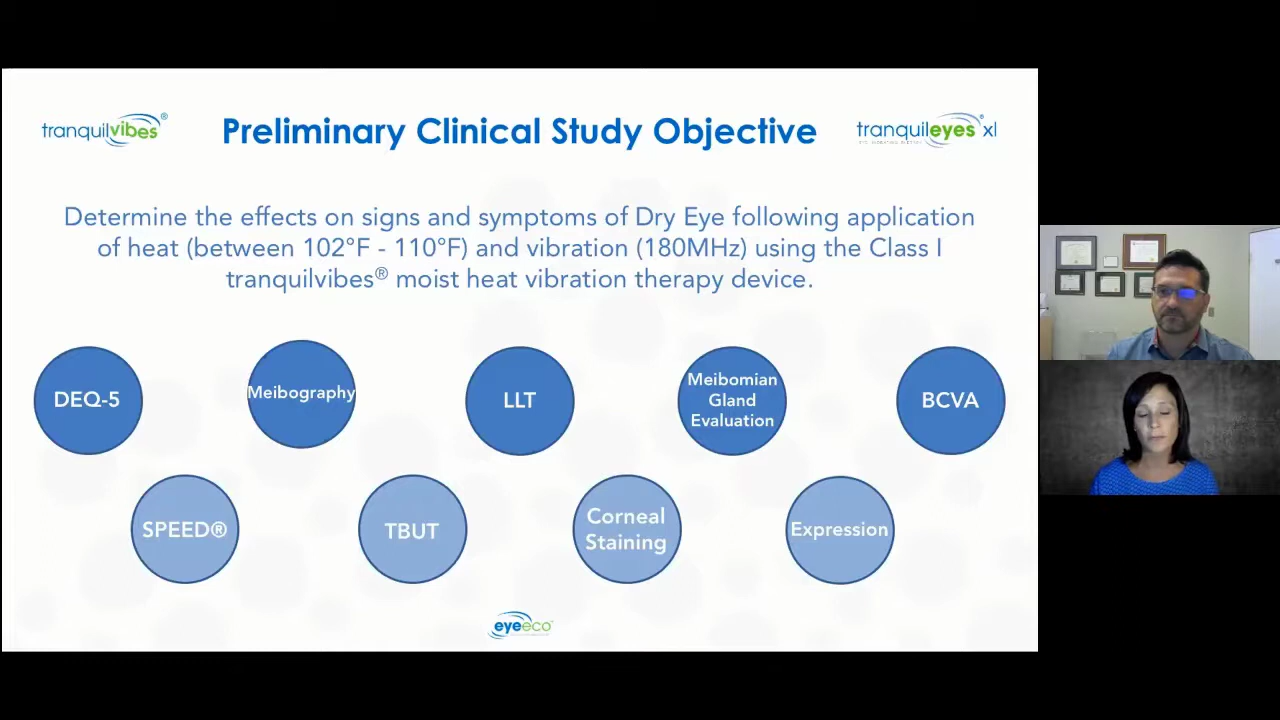 tranquilvibes®
Preliminary Clinical Study Objective
tranquileyes® xl
Determine the effects on signs and symptoms of Dry Eye following application
of heat (between 102°F - 110°F) and vibration (180MHz) using the Class I
tranquilvibes® moist heat vibration therapy device.
DEQ-5
Meibography
LLT
Meibomian
Gland
Evaluation
BCVA
SPEED®
TBUT
Corneal
Staining
Expression
eyeeco